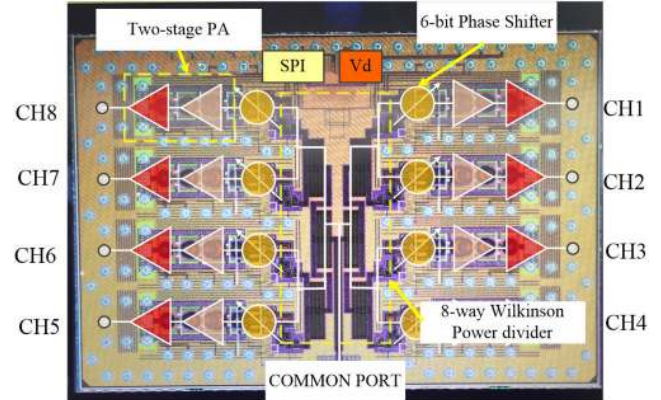 Two-stage PA
6-bit Phase Shifter
SPI
Vd
CH8
CH1
CH7
CH2
CH6
CH3
CH5
8-way Wilkinson
Power divider
CH4
COMMON PORT